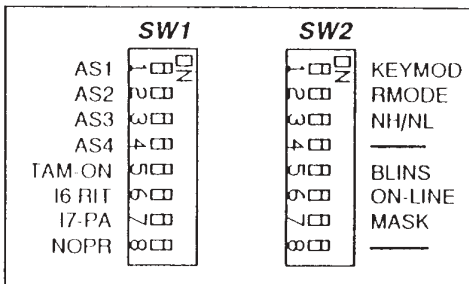 SW1 SW2
ON ON
AS1 1 1 KEYMOD
AS2 2 2 RMODE
AS3 3 3 NH/NL
AS4 4 4
TAM-ON 5 5 BLINS
I6 RIT 6 6 ON-LINE
I7-PA 7 7 MASK
NOPR 8 8